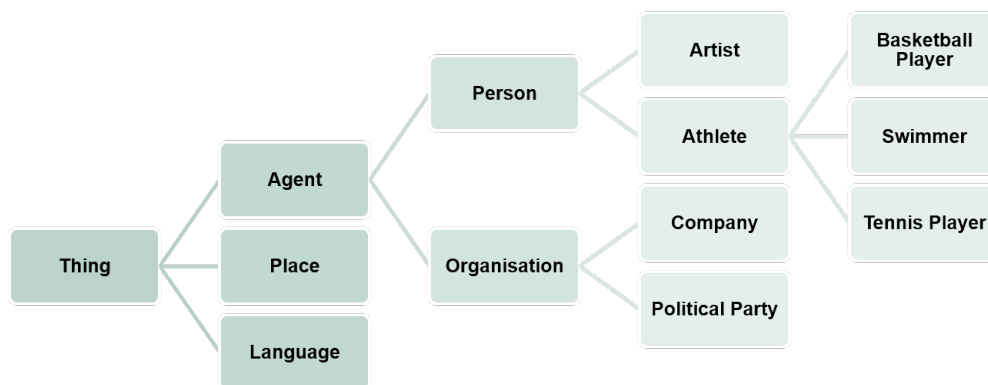 Thing
Agent
Place
Language
Person
Organisation
Artist
Athlete
Company
Political Party
Basketball
Player
Swimmer
Tennis Player